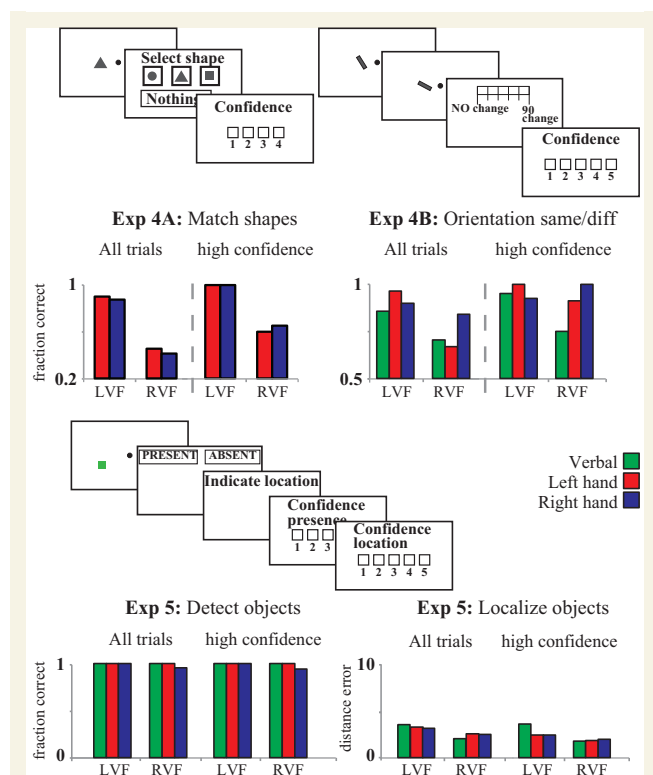 Select shape
Nothing
Confidence
1 2 3 4
NO change 90 change
Confidence
1 2 3 4 5
Exp 4A: Match shapes
All trials high confidence
fraction correct
1
0.2
LVF RVF LVF RVF
Exp 4B: Orientation same/diff
All trials high confidence
1
0.5
LVF RVF LVF RVF
PRESENT ABSENT
Indicate location
Confidence
presence
1 2 3
Confidence
location
1 2 3 4 5
Verbal
Left hand
Right hand
Exp 5: Detect objects
All trials high confidence
fraction correct
1
0
LVF RVF LVF RVF
Exp 5: Localize objects
All trials high confidence
distance error
10
0
LVF RVF LVF RVF